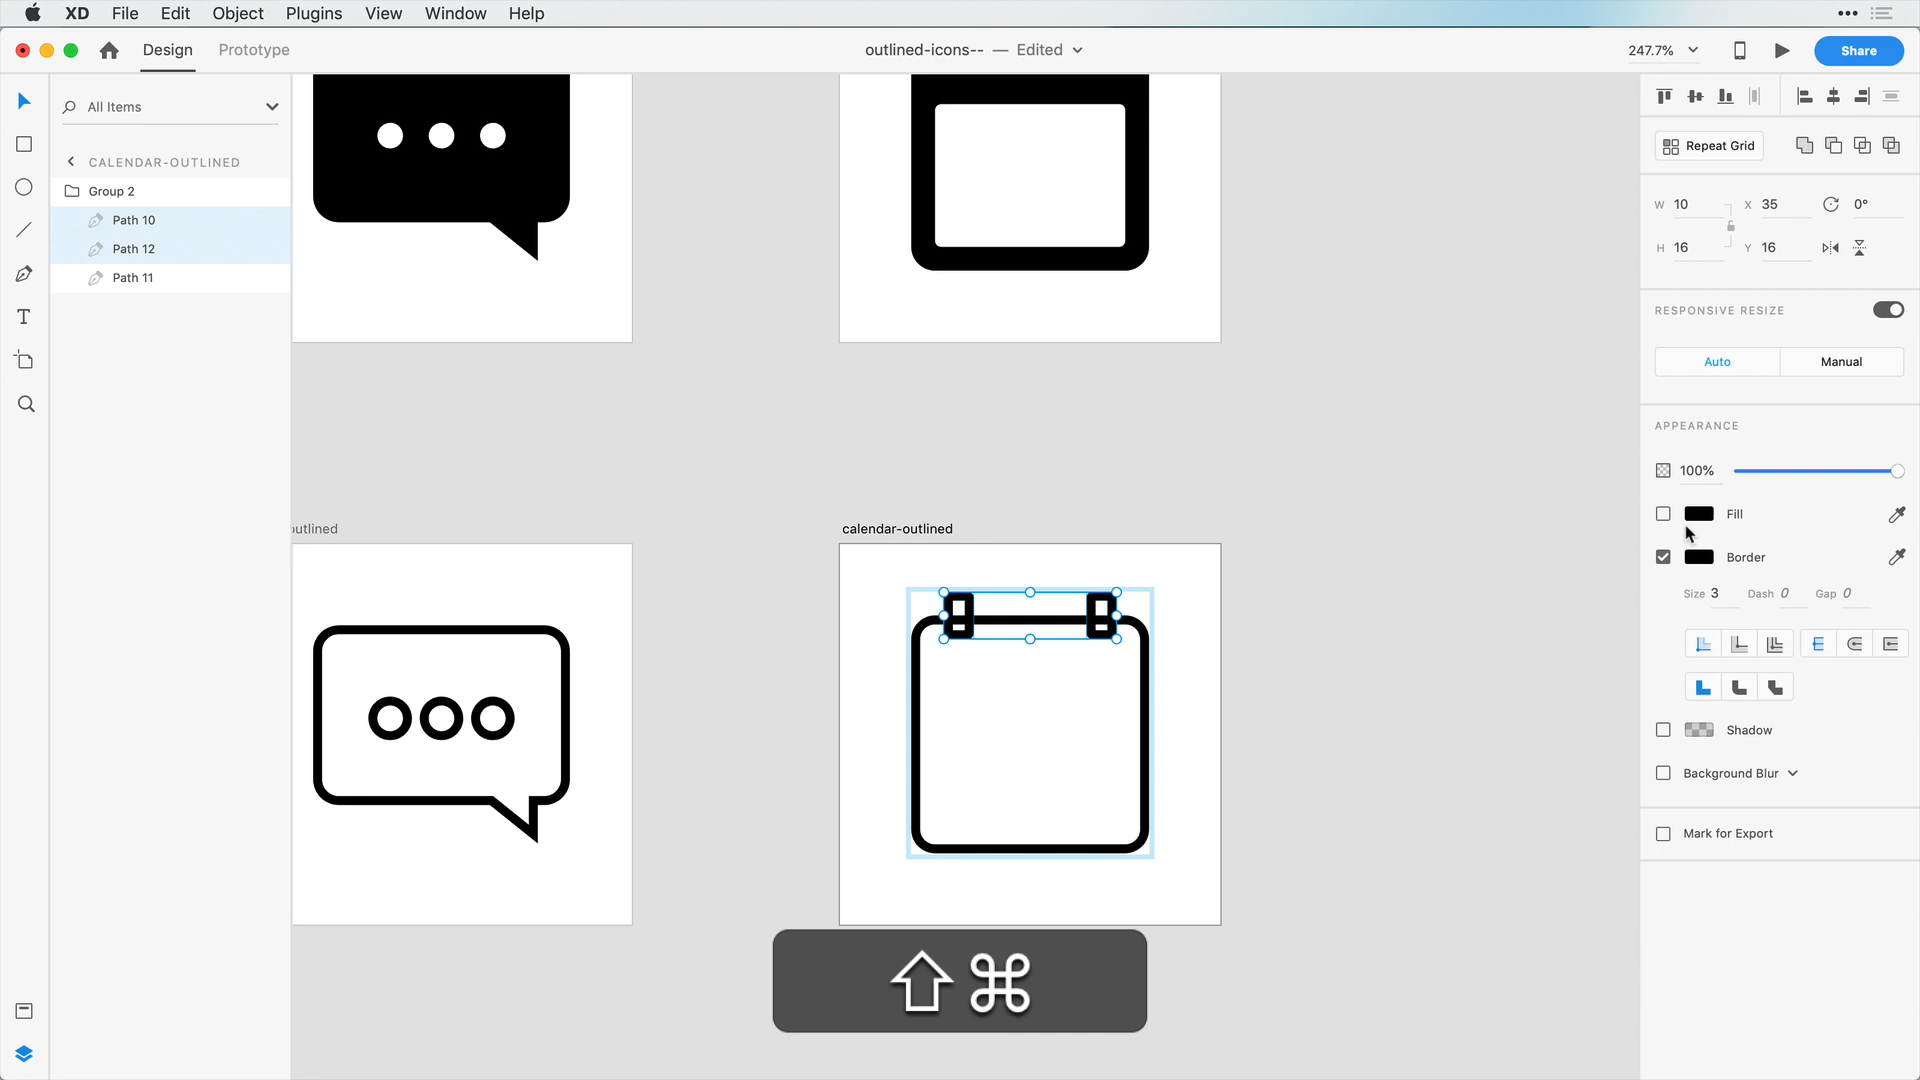 XD File Edit Object Plugins View Window Help
Design Prototype
outlined-icons-- — Edited
247.7%
Share
All Items
CALENDAR-OUTLINED
Group 2
Path 10
Path 12
Path 11
Repeat Grid
W 10 X 35 0°
H 16 Y 16
RESPONSIVE RESIZE
Auto Manual
APPEARANCE
100%
Fill
Border
Size 3 Dash 0 Gap 0
Shadow
Background Blur
Mark for Export
outlined
calendar-outlined
⇧⌘